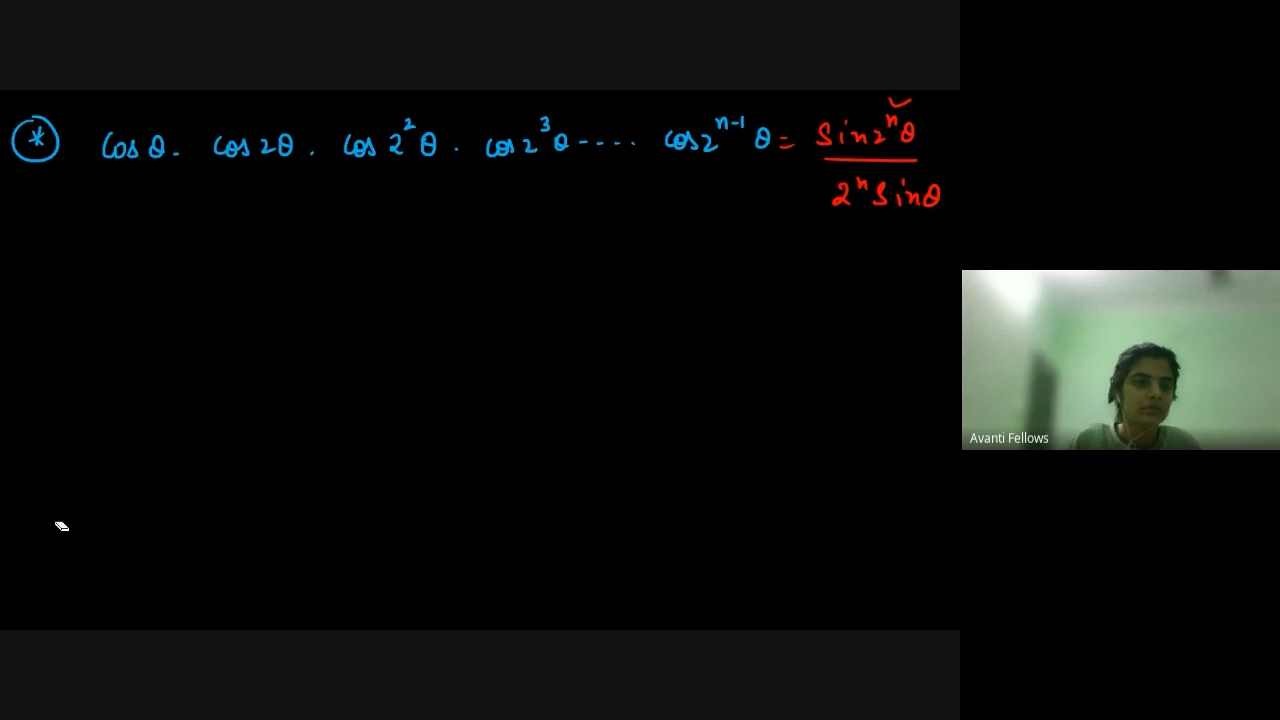 * cos θ . cos 2θ . cos 2² θ . cos 2³ θ ---- .. cos 2ⁿ⁻¹ θ = sin 2ⁿ θ
2ⁿ sin θ
Avanti Fellows